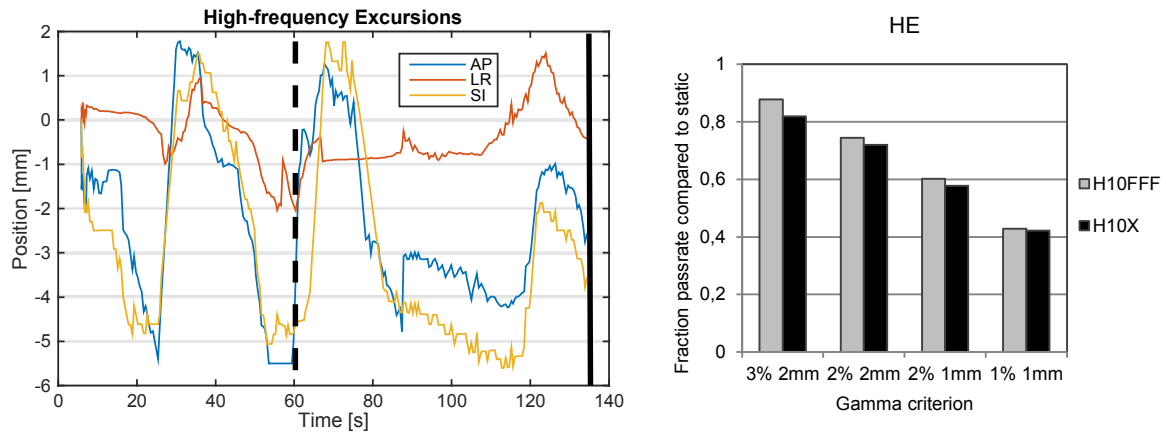 High-frequency Excursions
Position [mm]
2
1
0
-1
-2
-3
-4
-5
-6
0 20 40 60 80 100 120 140
Time [s]
AP
LR
SI
HE
Fraction passrate compared to static
1
0,8
0,6
0,4
0,2
0
3% 2mm 2% 2mm 2% 1mm 1% 1mm
Gamma criterion
H10FFF
H10X